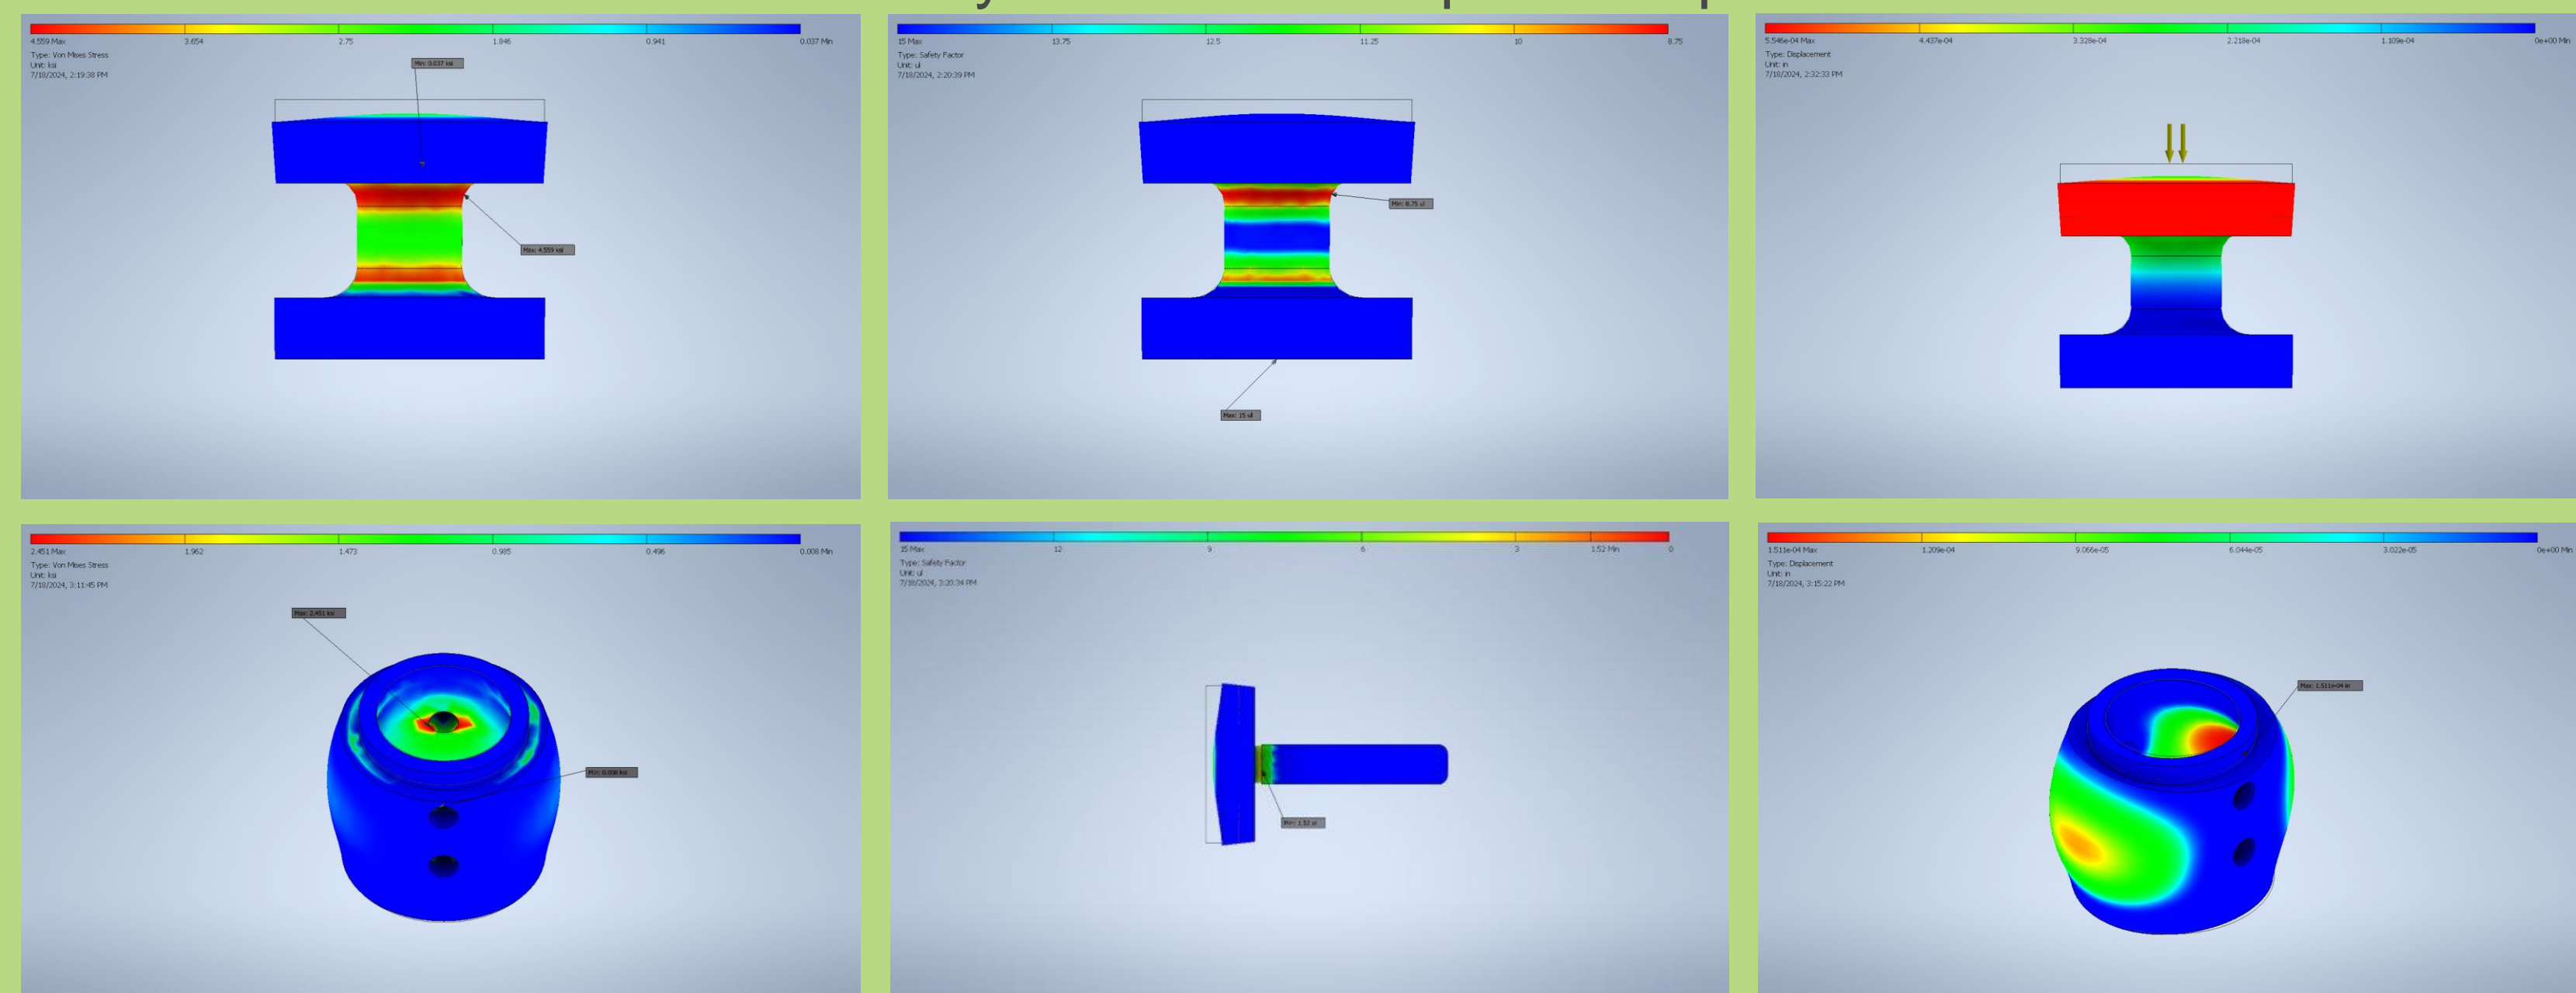 4.559 Max 3.654 2.75 1.846 0.941 0.037 Min
Type: Von Mises Stress
Unit: ksi
7/18/2024, 2:19:38 PM
Min: 0.037 ksi
Max: 4.559 ksi
15 Max 13.75 12.5 11.25 10 8.75
Type: Safety Factor
Unit: ul
7/18/2024, 2:20:39 PM
Min: 8.75 ul
Max: 15 ul
5.546e-04 Max 4.437e-04 3.328e-04 2.218e-04 1.109e-04 0e+00 Min
Type: Displacement
Unit: in
7/18/2024, 2:32:33 PM
2.451 Max 1.962 1.473 0.985 0.496 0.008 Min
Type: Von Mises Stress
Unit: ksi
7/18/2024, 3:11:45 PM
Max: 2.451 ksi
Min: 0.008 ksi
15 Max 12 9 6 3 1.52 Min 0
Type: Safety Factor
Unit: ul
7/18/2024, 3:20:34 PM
Min: 1.52 ul
1.511e-04 Max 1.209e-04 9.066e-05 6.044e-05 3.022e-05 0e+00 Min
Type: Displacement
Unit: in
7/18/2024, 3:15:22 PM
Max: 1.511e-04 in